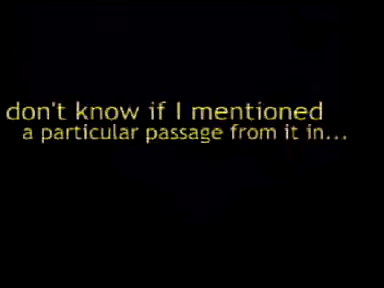 don't know if I mentioned
a particular passage from it in...